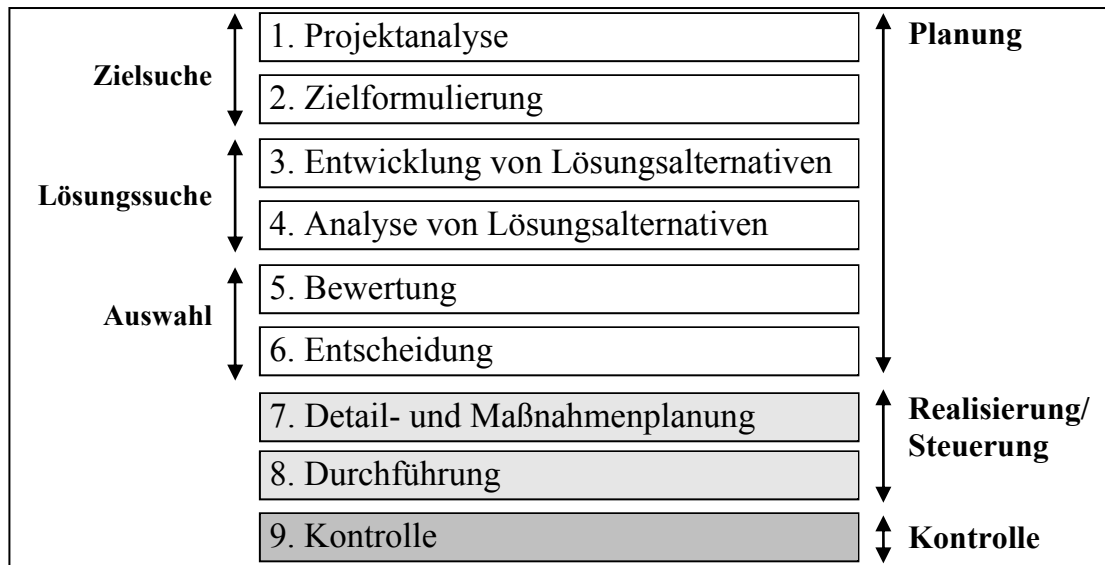 1. Projektanalyse
Planung
Zielsuche
2. Zielformulierung
3. Entwicklung von Lösungsalternativen
Lösungssuche
4. Analyse von Lösungsalternativen
5. Bewertung
Auswahl
6. Entscheidung
7. Detail- und Maßnahmenplanung
Realisierung/
Steuerung
8. Durchführung
9. Kontrolle
Kontrolle